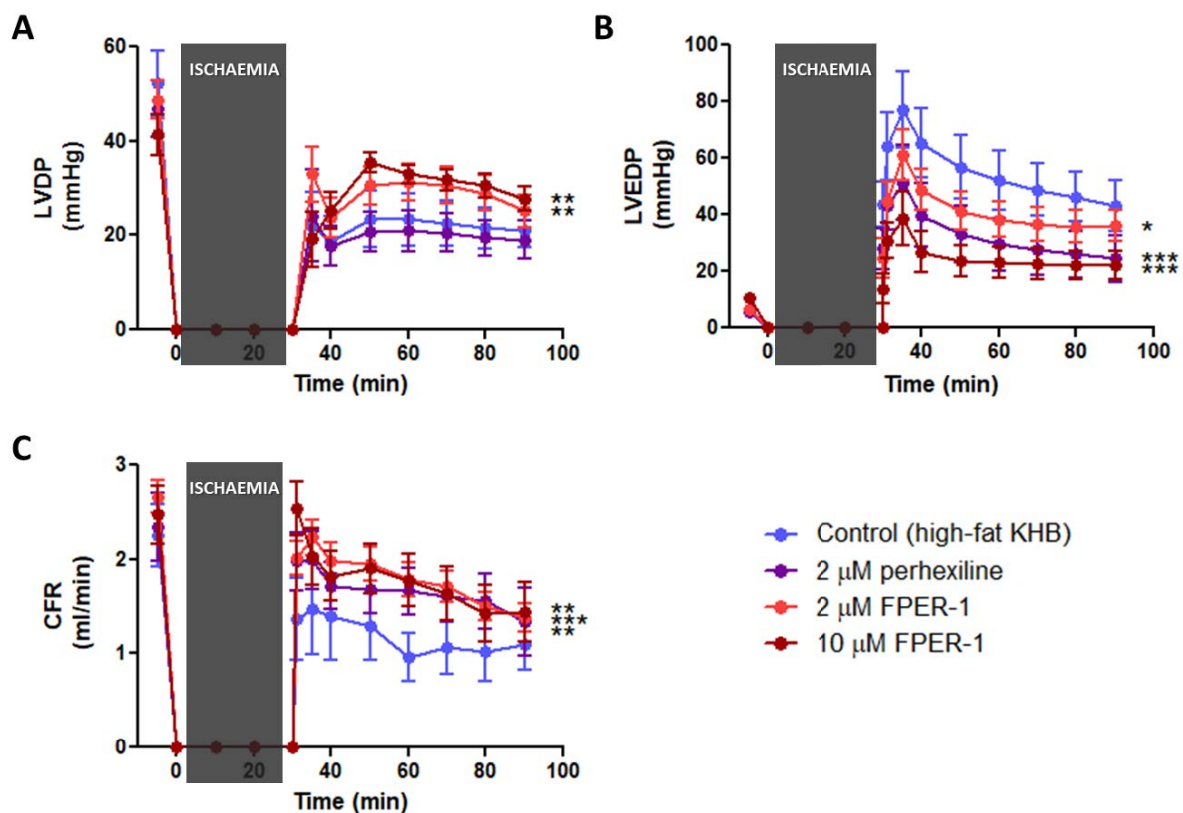 A
LVDP
(mmHg)
60
40
20
0
ISCHAEMIA
**
**
0 20 40 60 80 100
Time (min)
B
LVEDP
(mmHg)
100
80
60
40
20
0
ISCHAEMIA
*
***
***
0 20 40 60 80 100
Time (min)
C
CFR
(ml/min)
3
2
1
0
ISCHAEMIA
**
***
**
0 20 40 60 80 100
Time (min)
Control (high-fat KHB)
2 μM perhexiline
2 μM FPER-1
10 μM FPER-1